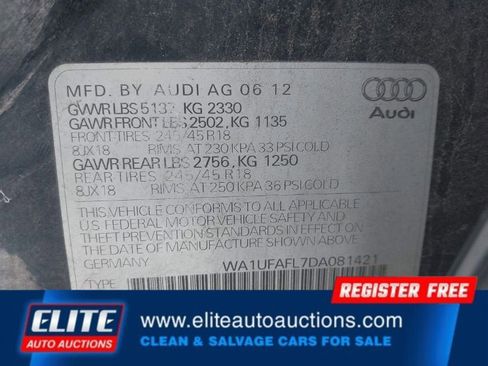 MFD. BY AUDI AG 06 12
GWWR LBS 5137 KG 2330
GAWR FRONT LBS 2502, KG 1135
FRONT TIRES 245/45 R18
8JX18 RIMS, AT 230 KPA 33 PSI COLD
GAWR REAR LBS 2756, KG 1250
REAR TIRES 245/45 R18
8JX18 RIMS, AT 250 KPA 36 PSI COLD
THIS VEHICLE CONFORMS TO ALL APPLICABLE
US FEDERAL MOTOR VEHICLE SAFETY AND
THEFT PREVENTION STANDARDS IN EFFECT ON
THE DATE OF MANUFACTURE SHOWN ABOVE
GERMANY WA1UFAFL7DA081421
TYPE
Audi
REGISTER FREE
ELITE
AUTO AUCTIONS
www.eliteautoauctions.com
CLEAN & SALVAGE CARS FOR SALE